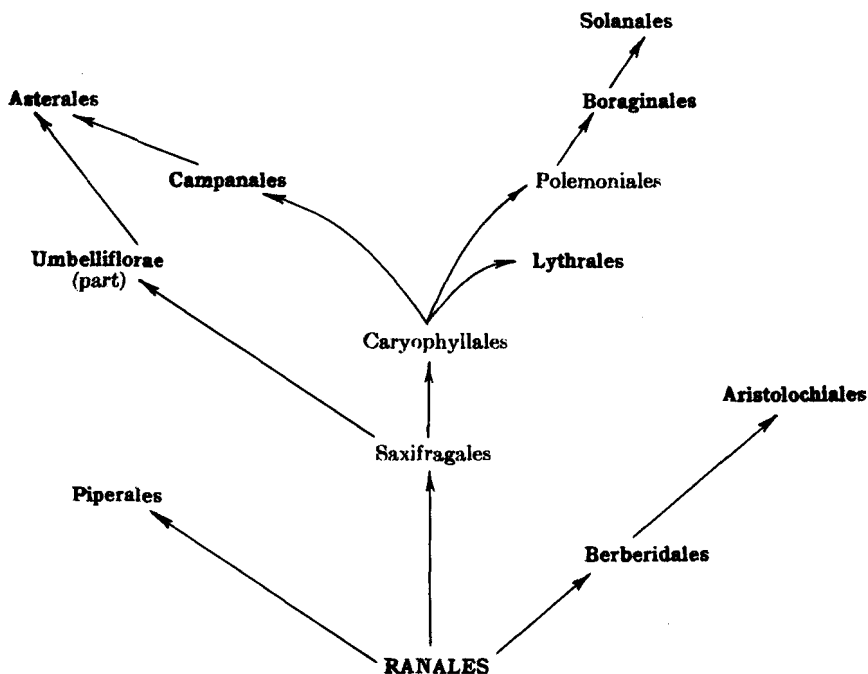 Solanales
Asterales
Boraginales
Campanales
Polemoniales
Umbelliflorae
(part)
Lythrales
Caryophyllales
Aristolochiales
Saxifragales
Piperales
Berberidales
RANALES